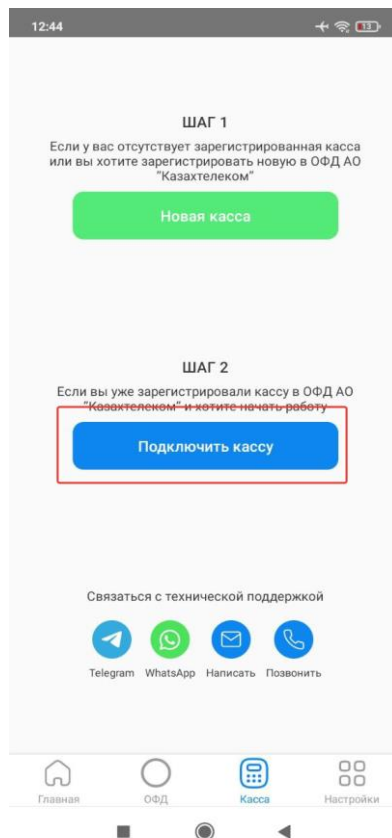 12:44
13
ШАГ 1
Если у вас отсутствует зарегистрированная касса
или вы хотите зарегистрировать новую в ОФД АО
"Казахтелеком"
Новая касса
ШАГ 2
Если вы уже зарегистрировали кассу в ОФД АО
"Казахтелеком" и хотите начать работу
Подключить кассу
Связаться с технической поддержкой
Telegram WhatsApp Написать Позвонить
Главная ОФД Касса Настройки